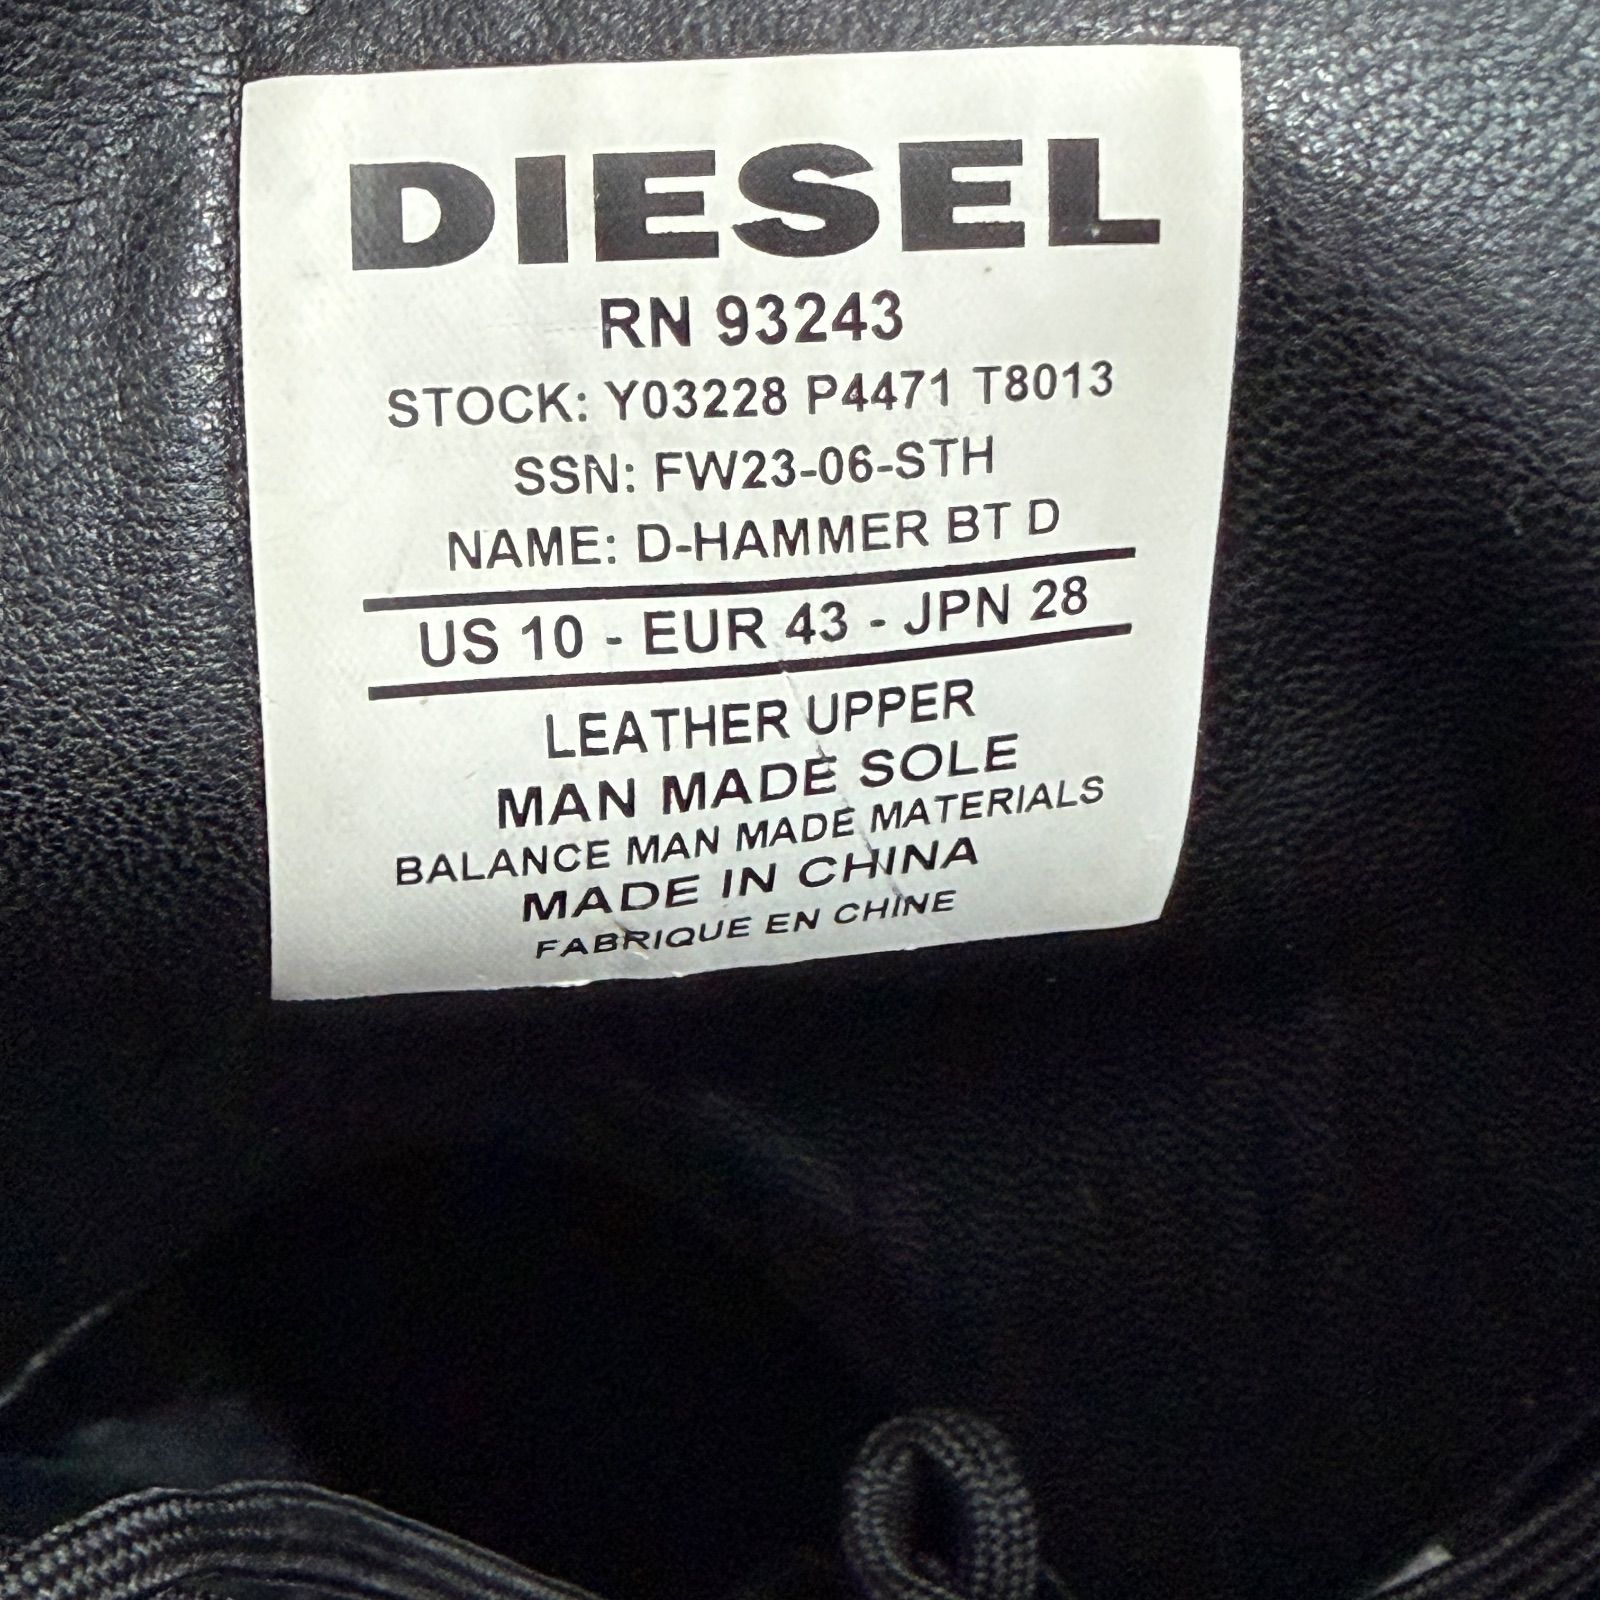 DIESEL
RN 93243
STOCK: Y03228 P4471 T8013
SSN: FW23-06-STH
NAME: D-HAMMER BT D
US 10 - EUR 43 - JPN 28
LEATHER UPPER
MAN MADE SOLE
BALANCE MAN MADE MATERIALS
MADE IN CHINA
FABRIQUE EN CHINE